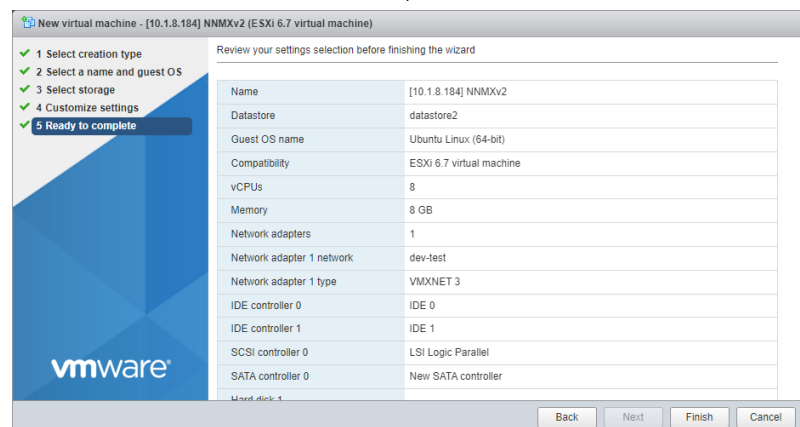 New virtual machine - [10.1.8.184] NNMXv2 (ESXi 6.7 virtual machine)
1 Select creation type
2 Select a name and guest OS
3 Select storage
4 Customize settings
5 Ready to complete
vmware®
Review your settings selection before finishing the wizard
Name [10.1.8.184] NNMXv2
Datastore datastore2
Guest OS name Ubuntu Linux (64-bit)
Compatibility ESXi 6.7 virtual machine
vCPUs 8
Memory 8 GB
Network adapters 1
Network adapter 1 network dev-test
Network adapter 1 type VMXNET 3
IDE controller 0 IDE 0
IDE controller 1 IDE 1
SCSI controller 0 LSI Logic Parallel
SATA controller 0 New SATA controller
Hard disk 1
Back Next Finish Cancel